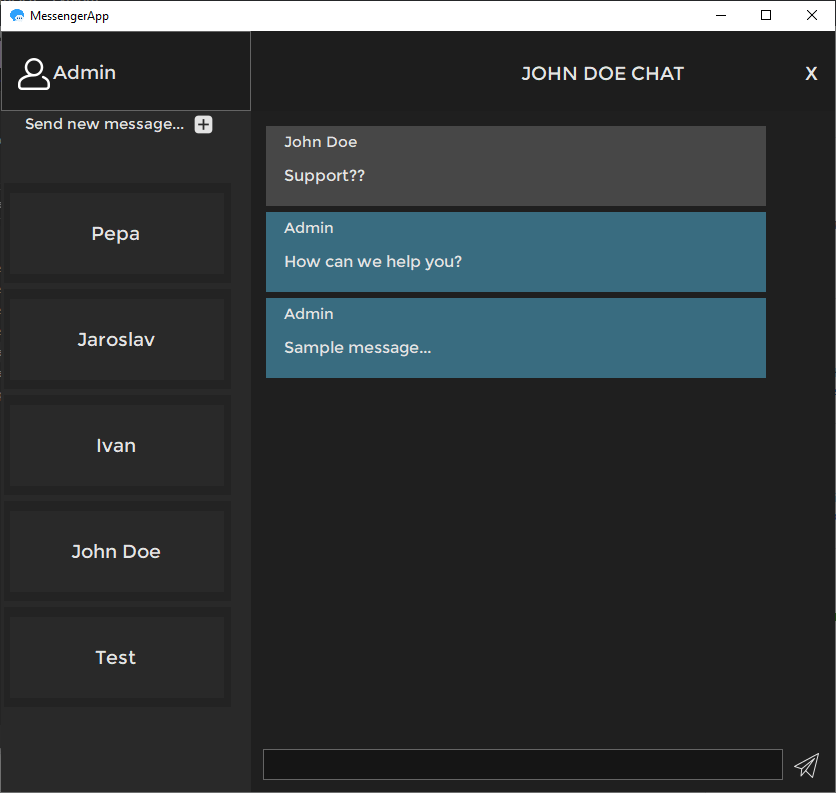 MessengerApp
Admin
Send new message...
Pepa
Jaroslav
Ivan
John Doe
Test
JOHN DOE CHAT
X
John Doe
Support??
Admin
How can we help you?
Admin
Sample message...